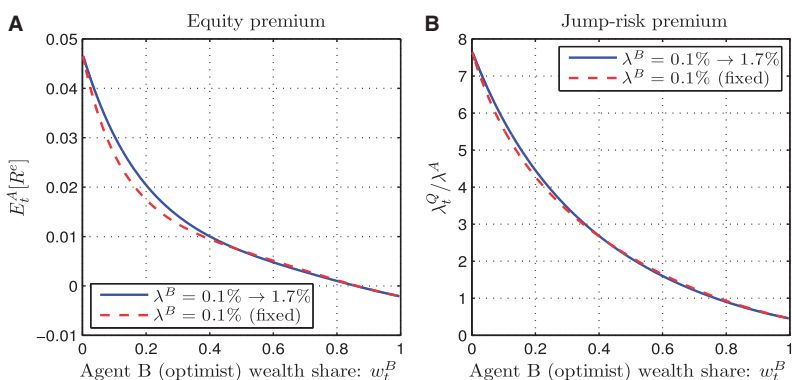 A
Equity premium
0.05
0.04
0.03
0.02
0.01
0
−0.01
E_t^A[R^e]
λ^B = 0.1% → 1.7%
λ^B = 0.1% (fixed)
0 0.2 0.4 0.6 0.8 1
Agent B (optimist) wealth share: w_t^B
B
Jump-risk premium
8
7
6
5
4
3
2
1
0
λ_t^Q/λ^A
λ^B = 0.1% → 1.7%
λ^B = 0.1% (fixed)
0 0.2 0.4 0.6 0.8 1
Agent B (optimist) wealth share: w_t^B